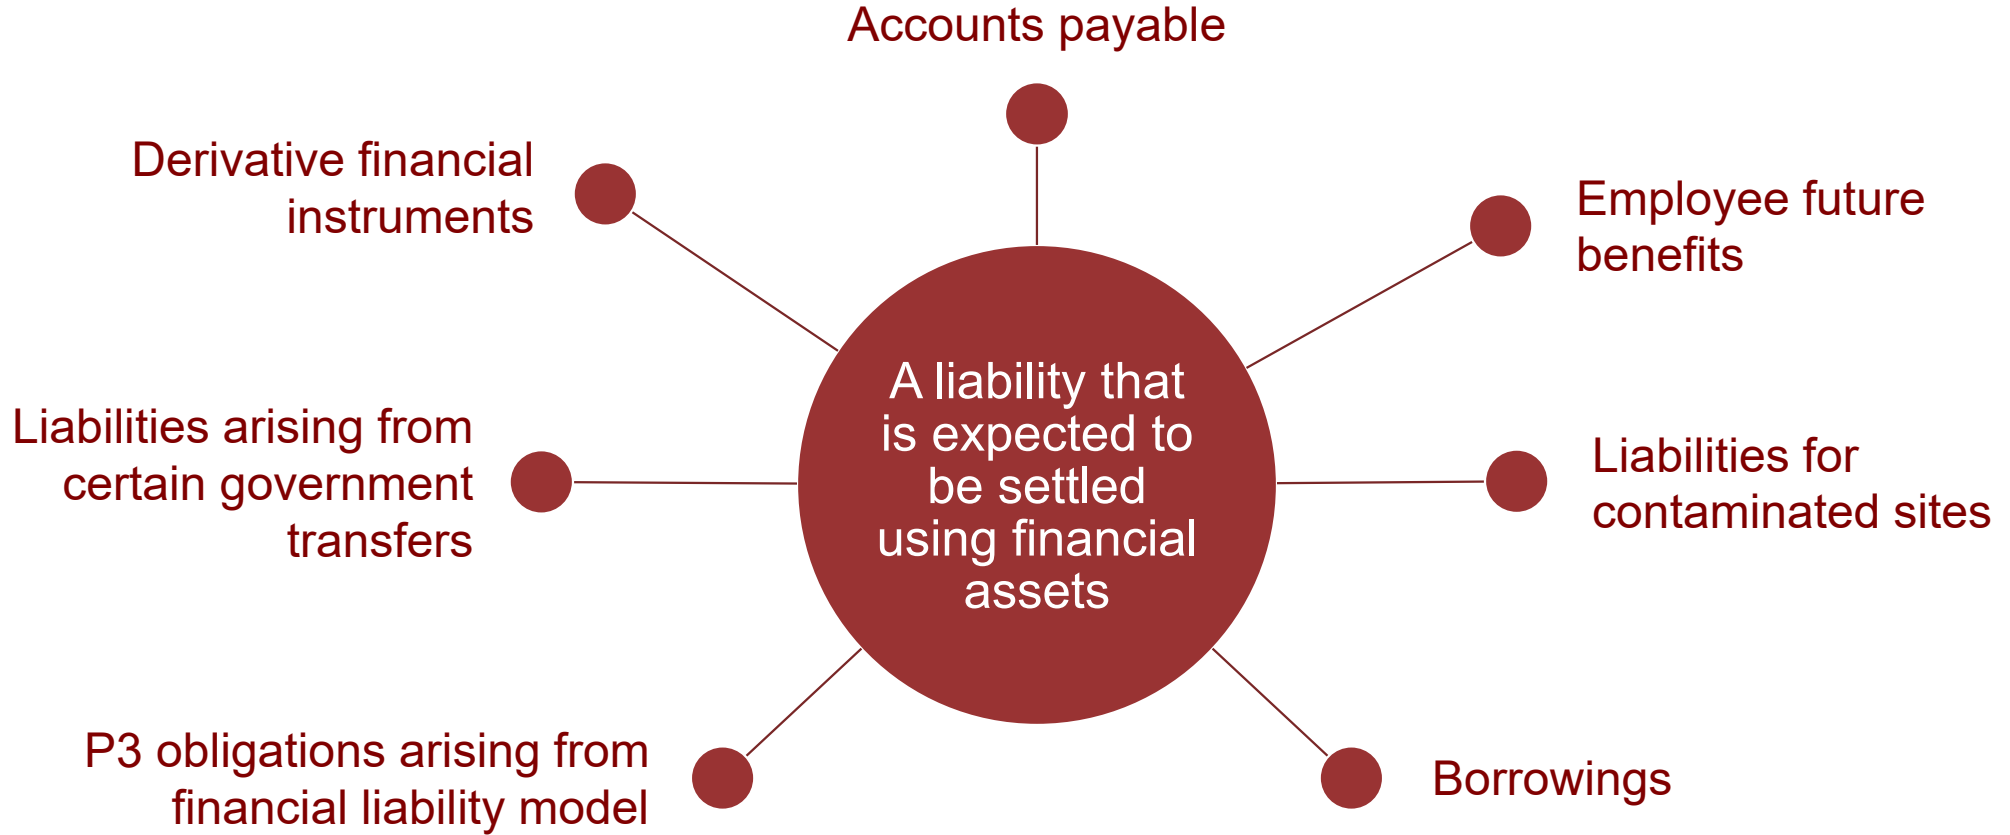 Accounts payable
Derivative financial
instruments
Employee future
benefits
A liability that
is expected to
be settled
using financial
assets
Liabilities arising from
certain government
transfers
Liabilities for
contaminated sites
P3 obligations arising from
financial liability model
Borrowings